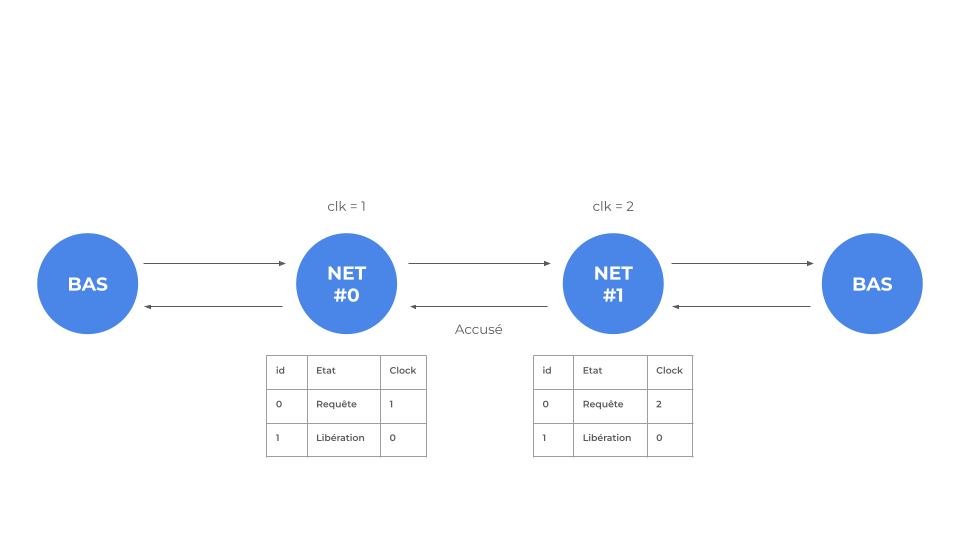 clk = 1
clk = 2
BAS
NET
#0
NET
#1
BAS
Accusé
id Etat Clock
0 Requête 1
1 Libération 0
id Etat Clock
0 Requête 2
1 Libération 0